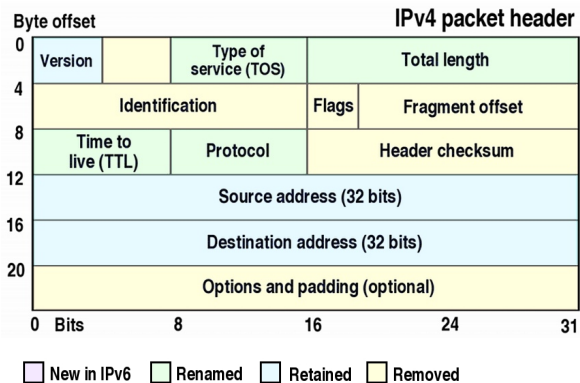 Byte offset
IPv4 packet header
0
Version
Type of
service (TOS)
Total length
4
Identification
Flags
Fragment offset
8
Time to
live (TTL)
Protocol
Header checksum
12
Source address (32 bits)
16
Destination address (32 bits)
20
Options and padding (optional)
0 Bits 8 16 24 31
New in IPv6 Renamed Retained Removed